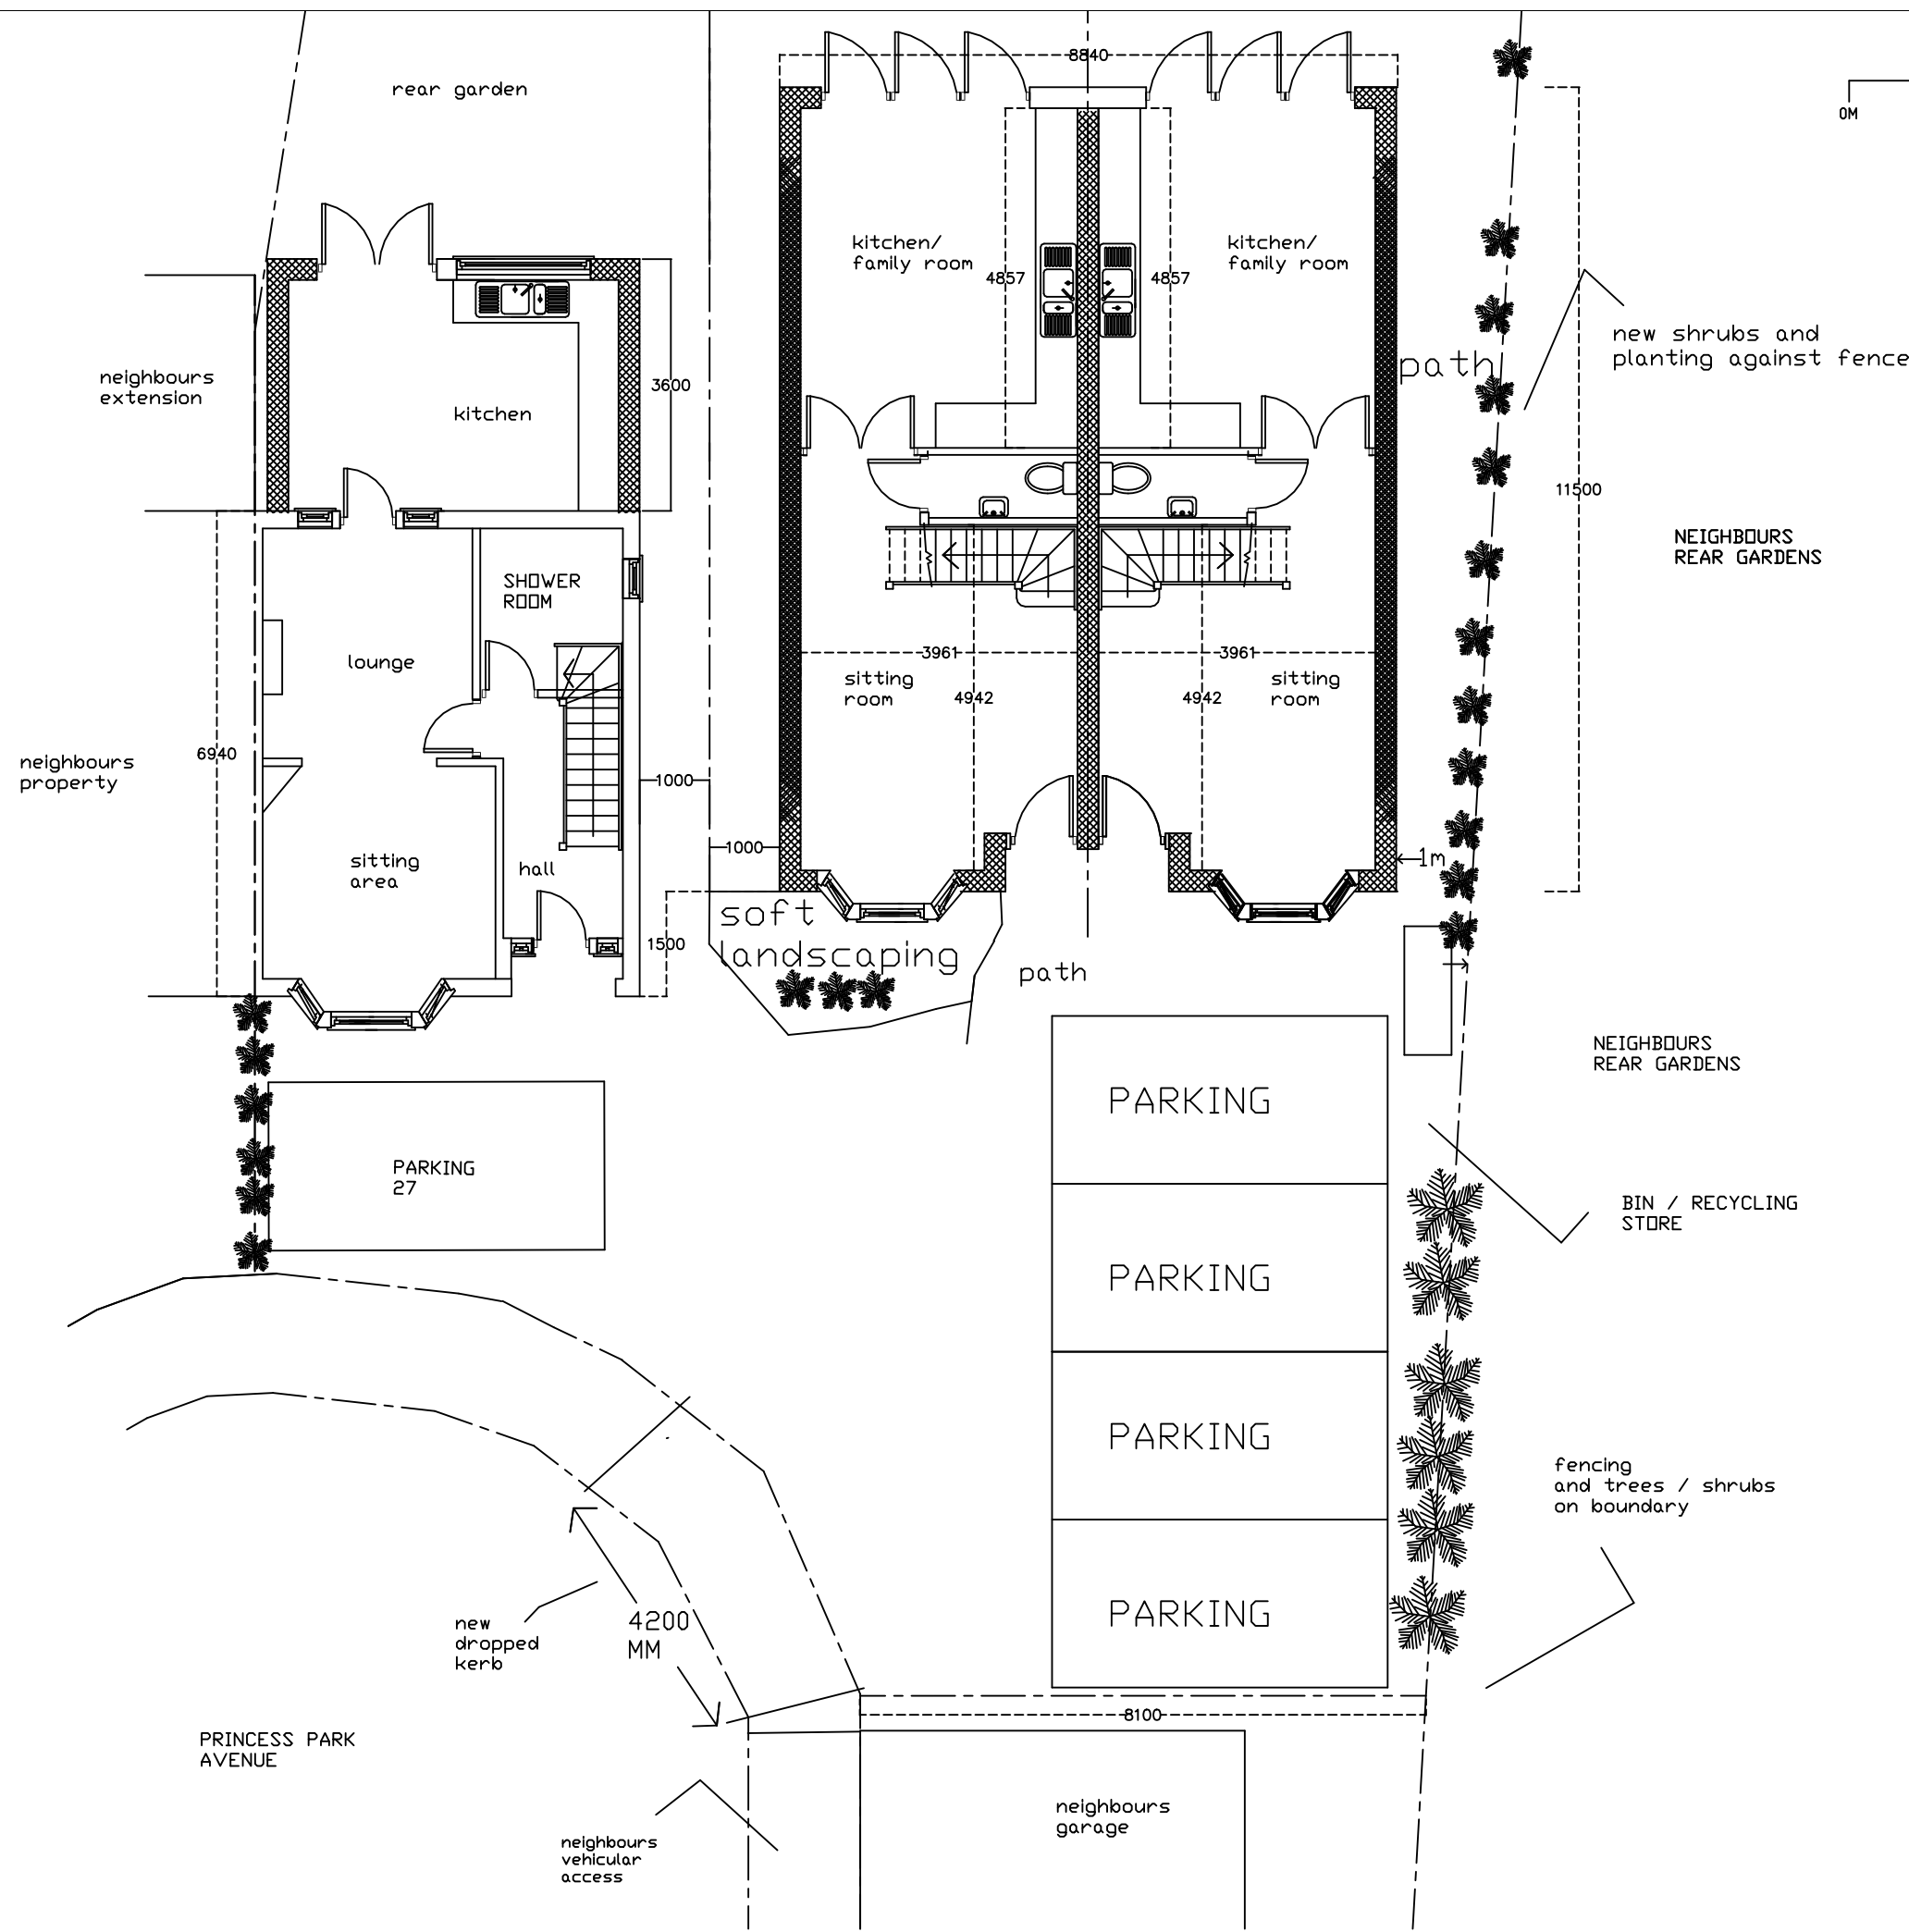 8840
rear garden
0M
kitchen/
family room
kitchen/
family room
4857
4857
new shrubs and
planting against fence
path
neighbours
extension
3600
kitchen
11500
NEIGHBOURS
REAR GARDENS
SHOWER
ROOM
lounge
3961
3961
sitting
room
sitting
room
4942
4942
6940
neighbours
property
1000
1000
1m
sitting
area
hall
soft
landscaping
1500
path
NEIGHBOURS
REAR GARDENS
PARKING
PARKING
27
BIN / RECYCLING
STORE
PARKING
PARKING
fencing
and trees / shrubs
on boundary
PARKING
4200
MM
new
dropped
kerb
8100
PRINCESS PARK
AVENUE
neighbours
garage
neighbours
vehicular
access